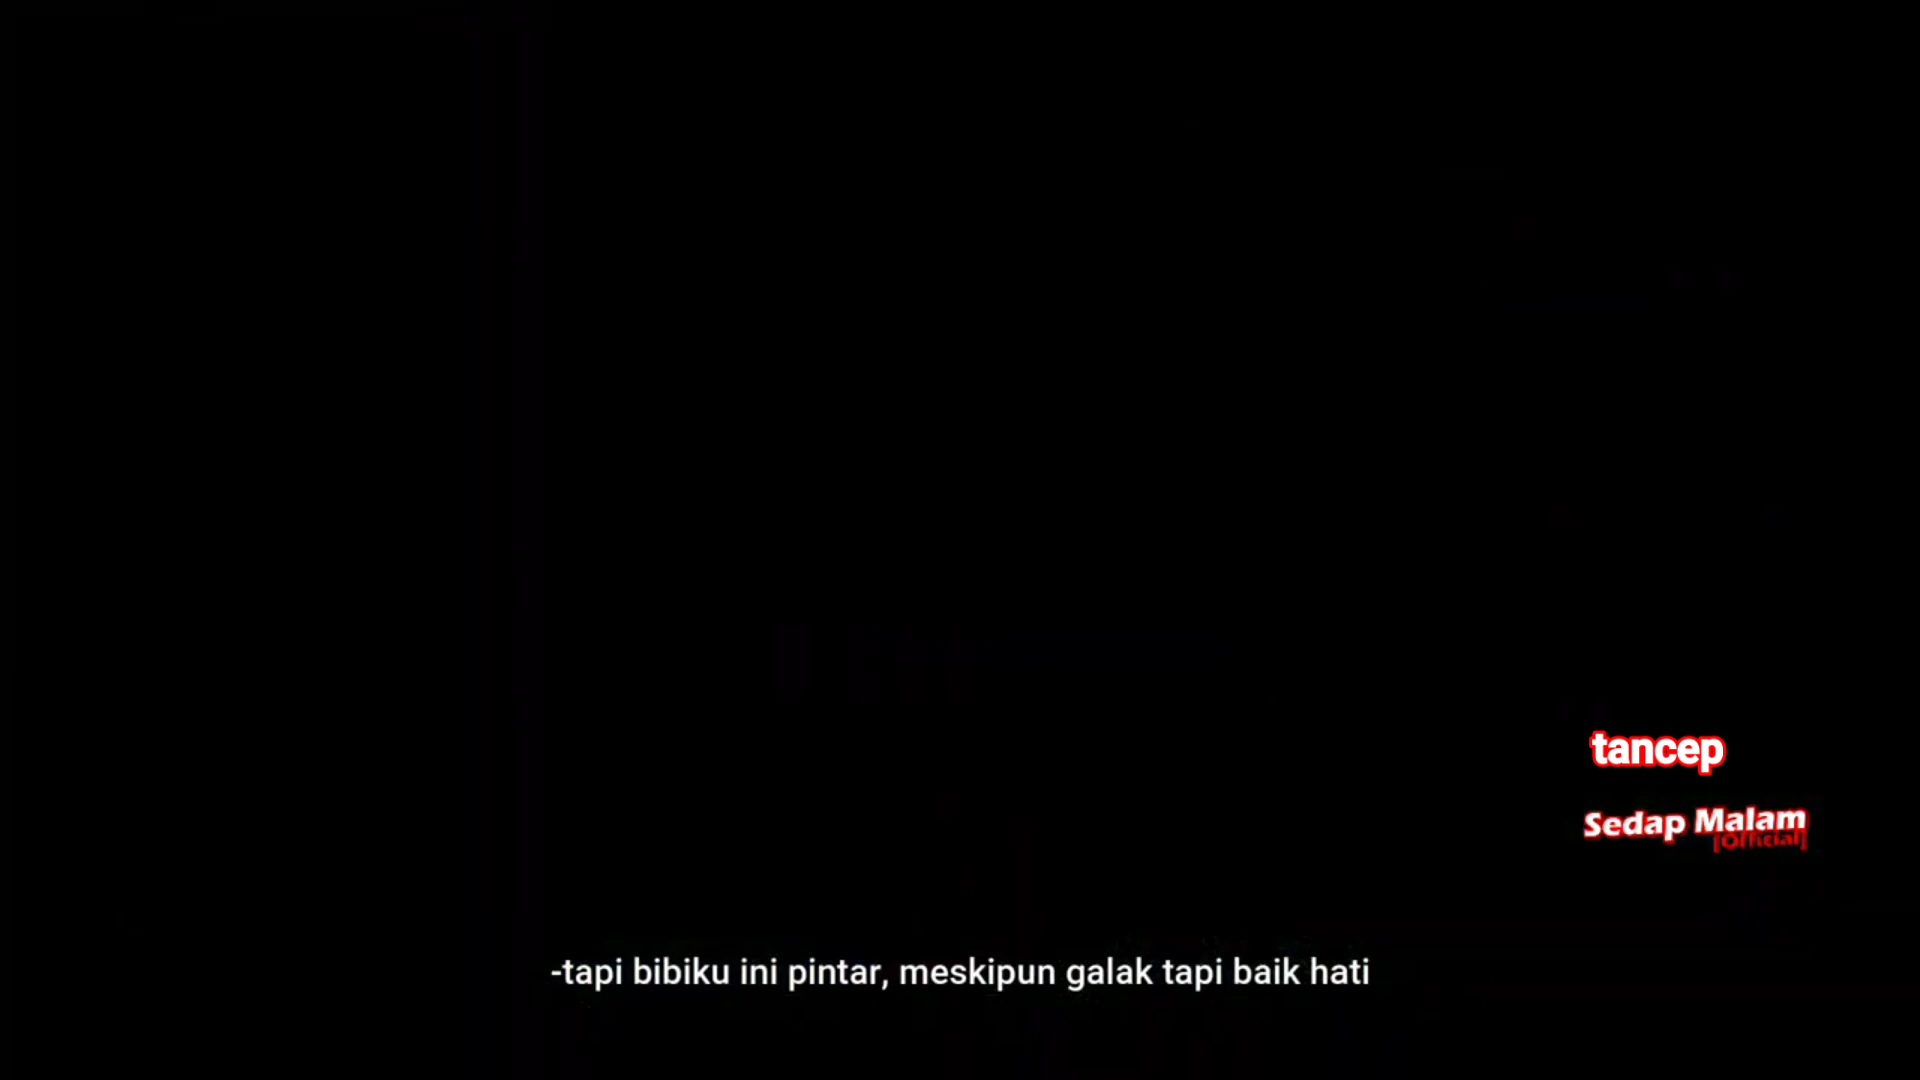 tancep
Sedap Malam
[Official]
-tapi bibiku ini pintar, meskipun galak tapi baik hati